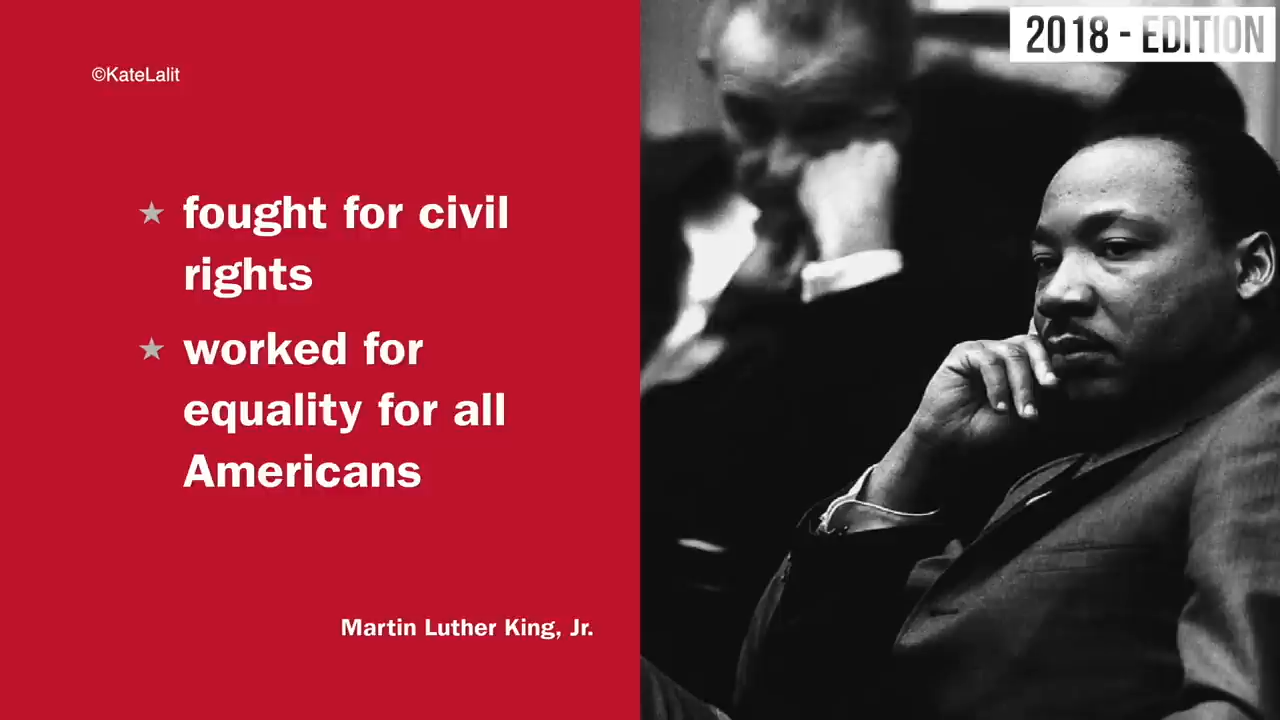 2018 - EDITION
©KateLalit
★ fought for civil
rights
★ worked for
equality for all
Americans
Martin Luther King, Jr.